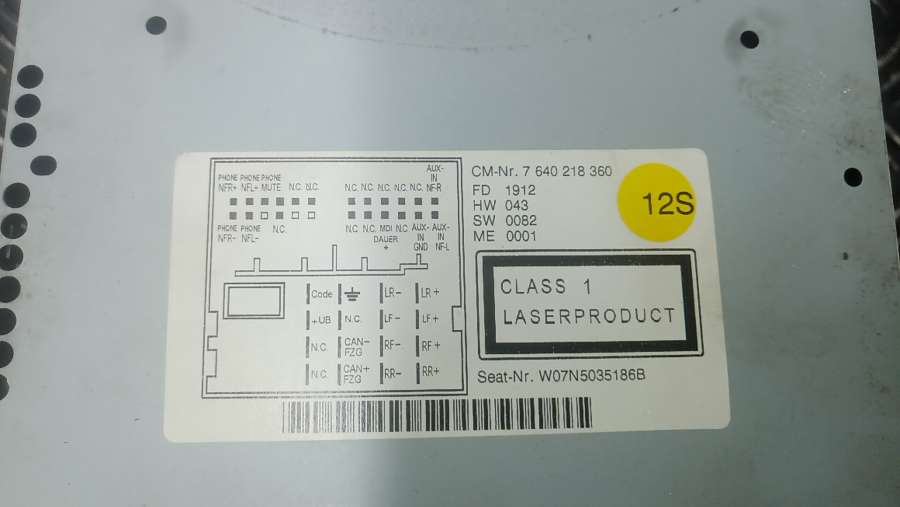 AUX-
PHONE PHONE PHONE IN
NFR+ NFL+ MUTE N.C. N.C. N.C. N.C. N.C. N.C. N.C. NF-R
PHONE PHONE N.C. N.C. N.C. MDI N.C. AUX- AUX-
NFR- NFL- DAUER IN IN
+ GND NF-L
Code LR- LR+
+UB N.C. LF- LF+
N.C. CAN- RF- RF+
FZG
N.C. CAN+ RR- RR+
FZG
CM-Nr. 7 640 218 360
FD 1912
HW 043
SW 0082
ME 0001
12S
CLASS 1
LASERPRODUCT
Seat-Nr. W07N5035186B